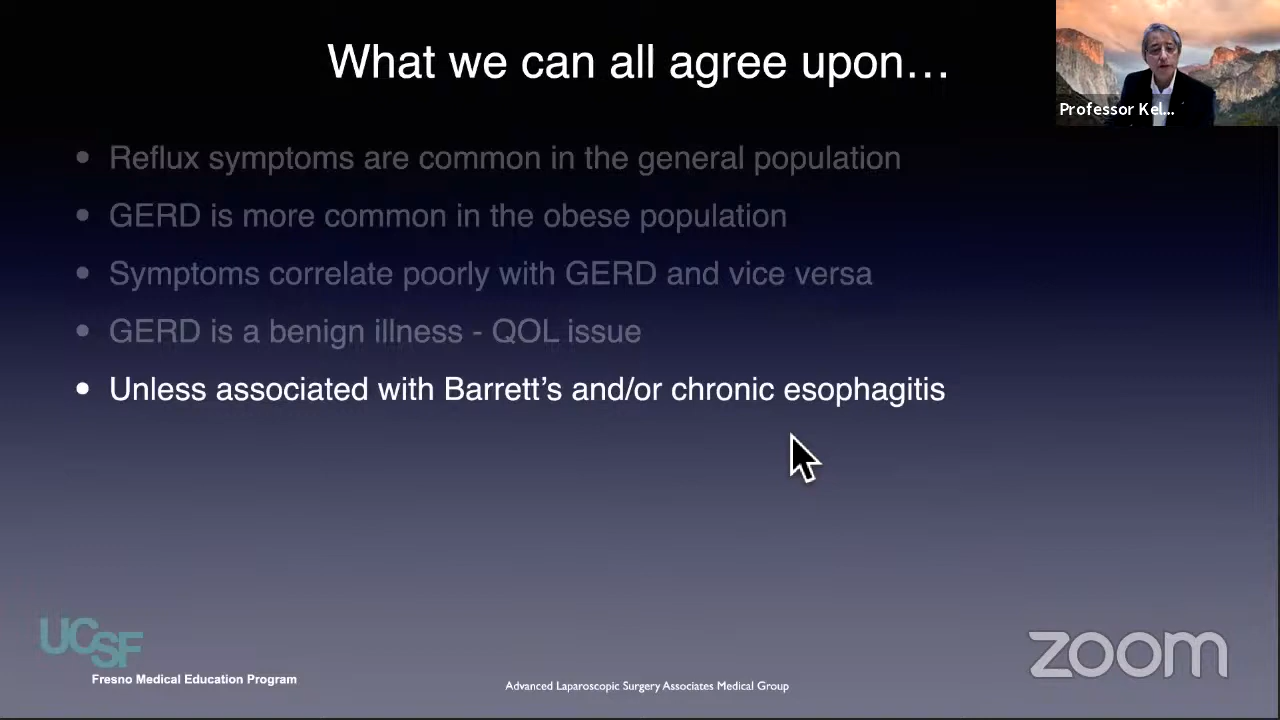 What we can all agree upon…
Professor Kel...
• Reflux symptoms are common in the general population
• GERD is more common in the obese population
• Symptoms correlate poorly with GERD and vice versa
• GERD is a benign illness - QOL issue
• Unless associated with Barrett’s and/or chronic esophagitis
UCSF
Fresno Medical Education Program
Advanced Laparoscopic Surgery Associates Medical Group
zoom